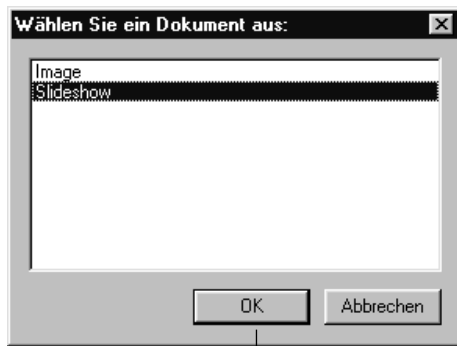 Wählen Sie ein Dokument aus:
Image
Slideshow
OK
Abbrechen